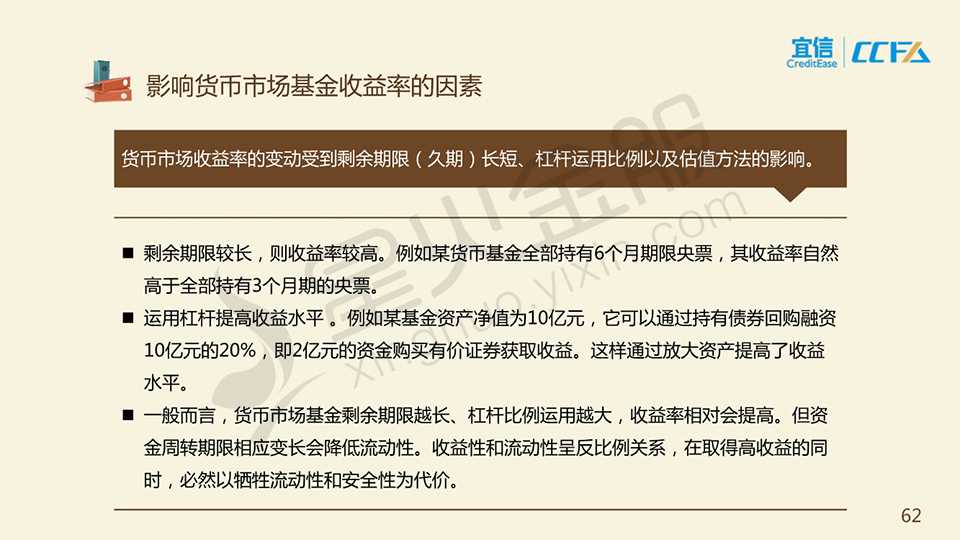 宜信
CreditEase
CCFA
影响货币市场基金收益率的因素
货币市场收益率的变动受到剩余期限（久期）长短、杠杆运用比例以及估值方法的影响。
■ 剩余期限较长，则收益率较高。例如某货币基金全部持有6个月期限央票，其收益率自然
高于全部持有3个月期的央票。
■ 运用杠杆提高收益水平 。例如某基金资产净值为10亿元，它可以通过持有债券回购融资
10亿元的20%，即2亿元的资金购买有价证券获取收益。这样通过放大资产提高了收益
水平。
■ 一般而言，货币市场基金剩余期限越长、杠杆比例运用越大，收益率相对会提高。但资
金周转期限相应变长会降低流动性。收益性和流动性呈反比例关系，在取得高收益的同
时，必然以牺牲流动性和安全性为代价。
星火金服
xinghuo.yixin.com
62